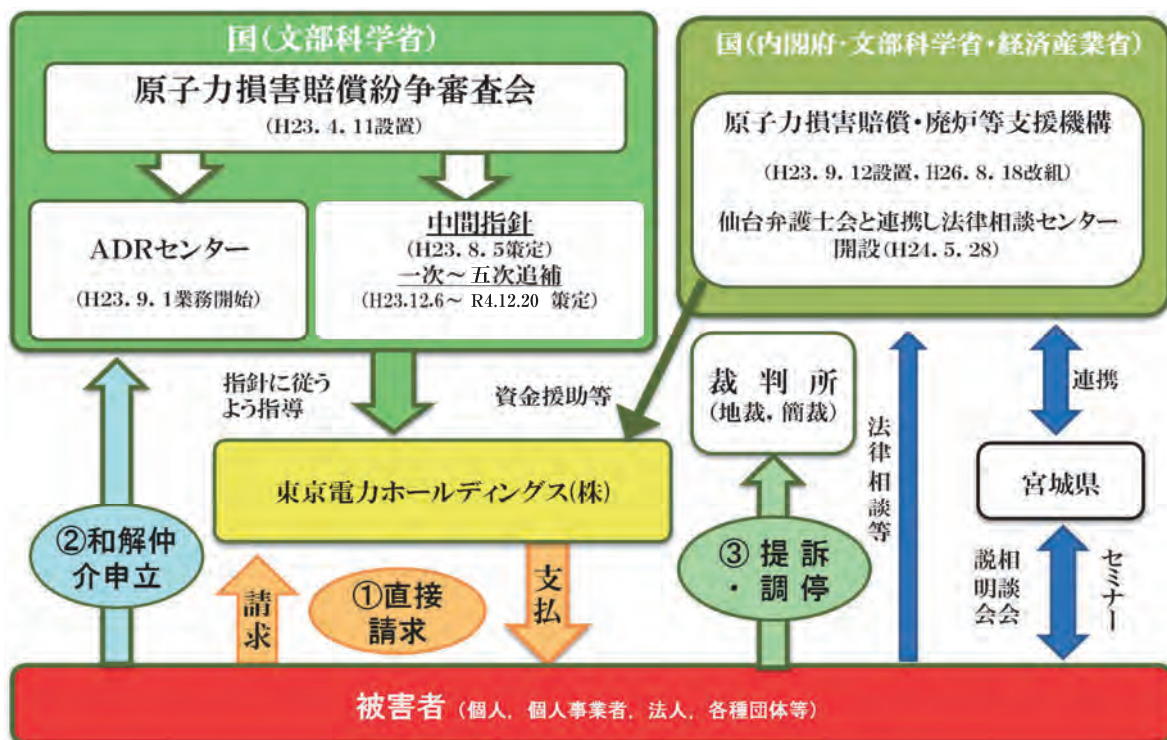 国(文部科学省)
原子力損害賠償紛争審査会
(H23. 4. 11設置)
ADRセンター
(H23. 9. 1業務開始)
中間指針
(H23. 8. 5策定)
一次～五次追補
(H23.12.6～ R4.12.20 策定)
国(内閣府・文部科学省・経済産業省)
原子力損害賠償・廃炉等支援機構
(H23. 9. 12設置, H26. 8. 18改組)
仙台弁護士会と連携し法律相談センター
開設(H24. 5. 28)
指針に従う
よう指導
資金援助等
裁 判 所
(地裁, 簡裁)
法律相談等
連携
東京電力ホールディングス(株)
宮城県
②和解仲
介申立
請求
①直接
請求
支払
③ 提 訴
・ 調 停
相談会
説明会
セミナー
被害者 (個人, 個人事業者, 法人, 各種団体等)